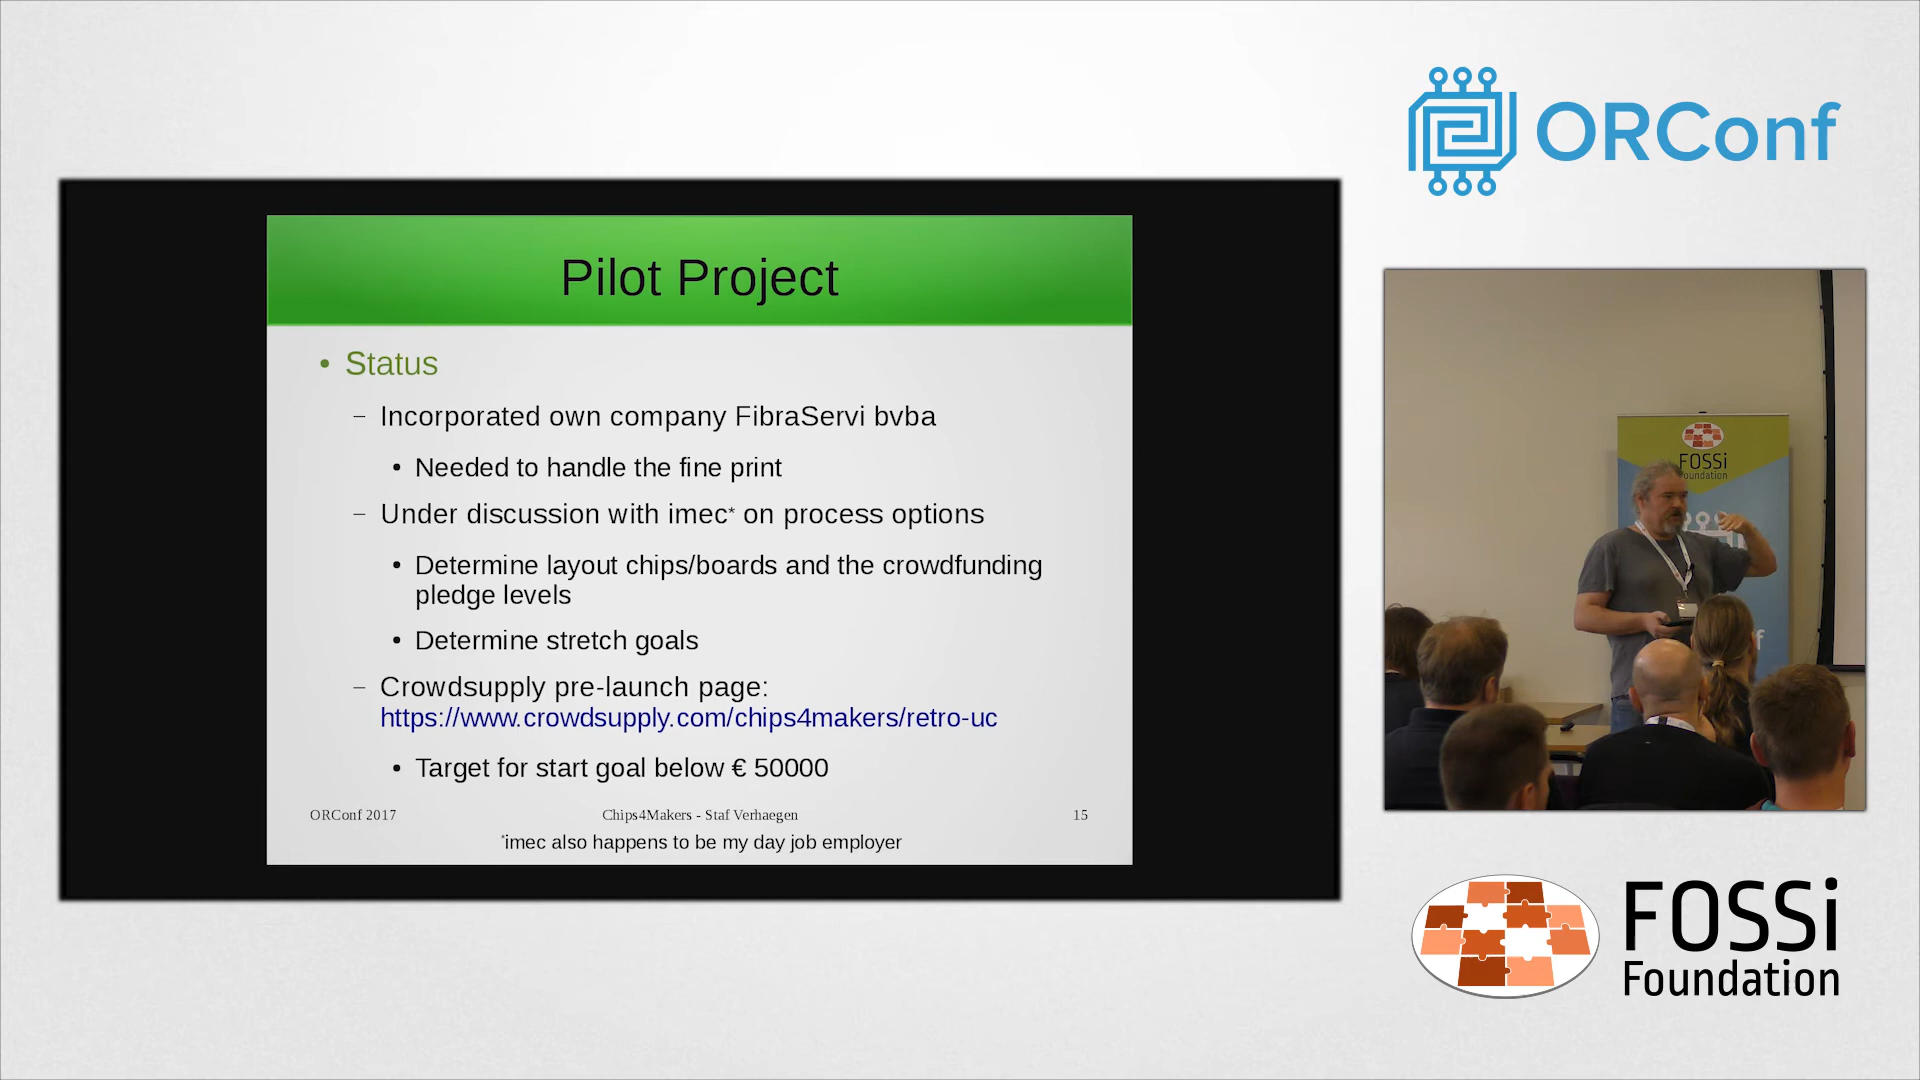 ORConf
Pilot Project
• Status
– Incorporated own company FibraServi bvba
• Needed to handle the fine print
– Under discussion with imec* on process options
• Determine layout chips/boards and the crowdfunding
pledge levels
• Determine stretch goals
– Crowdsupply pre-launch page:
https://www.crowdsupply.com/chips4makers/retro-uc
• Target for start goal below € 50000
ORConf 2017
Chips4Makers - Staf Verhaegen
15
*imec also happens to be my day job employer
FOSSi
Foundation
FOSSi
Foundation